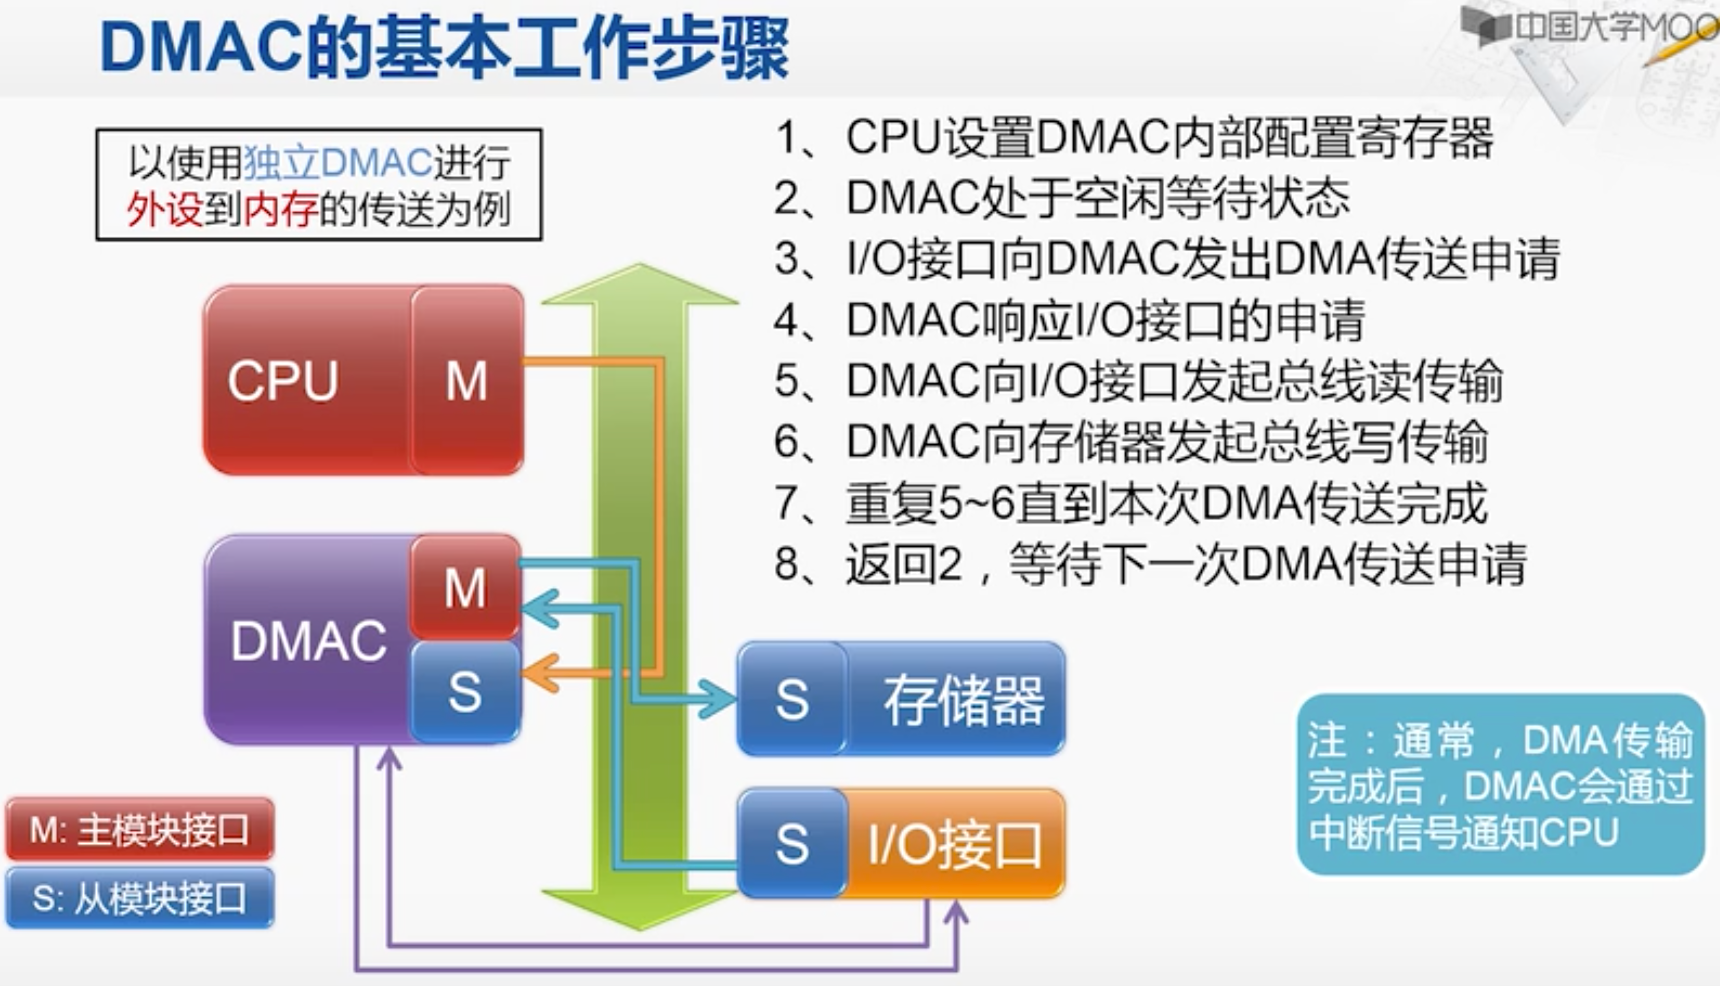 DMAC的基本工作步骤
中国大学MOO
以使用独立DMAC进行
外设到内存的传送为例
1、CPU设置DMAC内部配置寄存器
2、DMAC处于空闲等待状态
3、I/O接口向DMAC发出DMA传送申请
4、DMAC响应I/O接口的申请
5、DMAC向I/O接口发起总线读传输
6、DMAC向存储器发起总线写传输
7、重复5~6直到本次DMA传送完成
8、返回2，等待下一次DMA传送申请
CPU
M
DMAC
M
S
S
存储器
S
I/O接口
M: 主模块接口
S: 从模块接口
注：通常，DMA传输
完成后，DMAC会通过
中断信号通知CPU